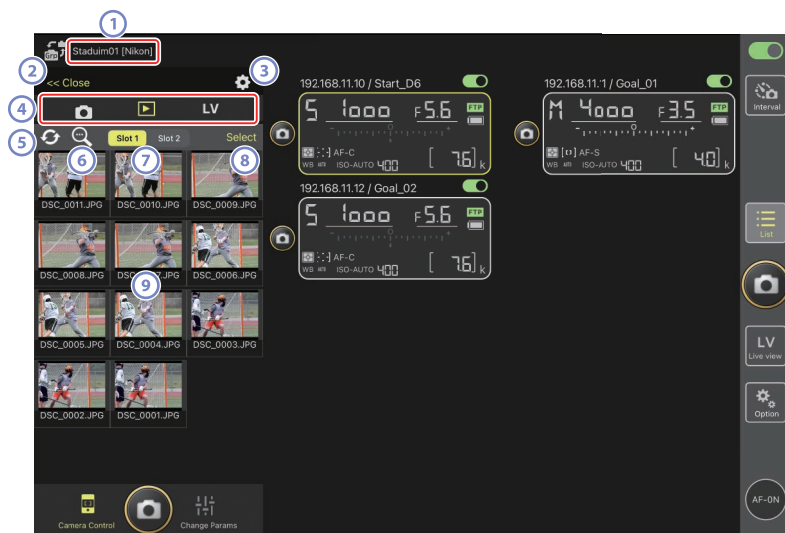 1
Grp
Staduim01 [Nikon]
2
<< Close
3
4
LV
5
Slot 1
Slot 2
Select
6
7
8
DSC_0011.JPG
DSC_0010.JPG
DSC_0009.JPG
DSC_0008.JPG
DSC_0007.JPG
DSC_0006.JPG
9
DSC_0005.JPG
DSC_0004.JPG
DSC_0003.JPG
DSC_0002.JPG
DSC_0001.JPG
Camera Control
Change Params
192.168.11.10 / Start_D6
S 1000 F5.6 FTP
- +
AF-C
WB ISO-AUTO 400 [ 7.6] k
192.168.11.11 / Goal_01
M 4000 F3.5 FTP
- +
AF-S
WB ISO-AUTO 400 [ 4.0] k
192.168.11.12 / Goal_02
S 1000 F5.6 FTP
- +
AF-C
WB ISO-AUTO 400 [ 7.6] k
Interval
List
LV
Live view
Option
AF-ON